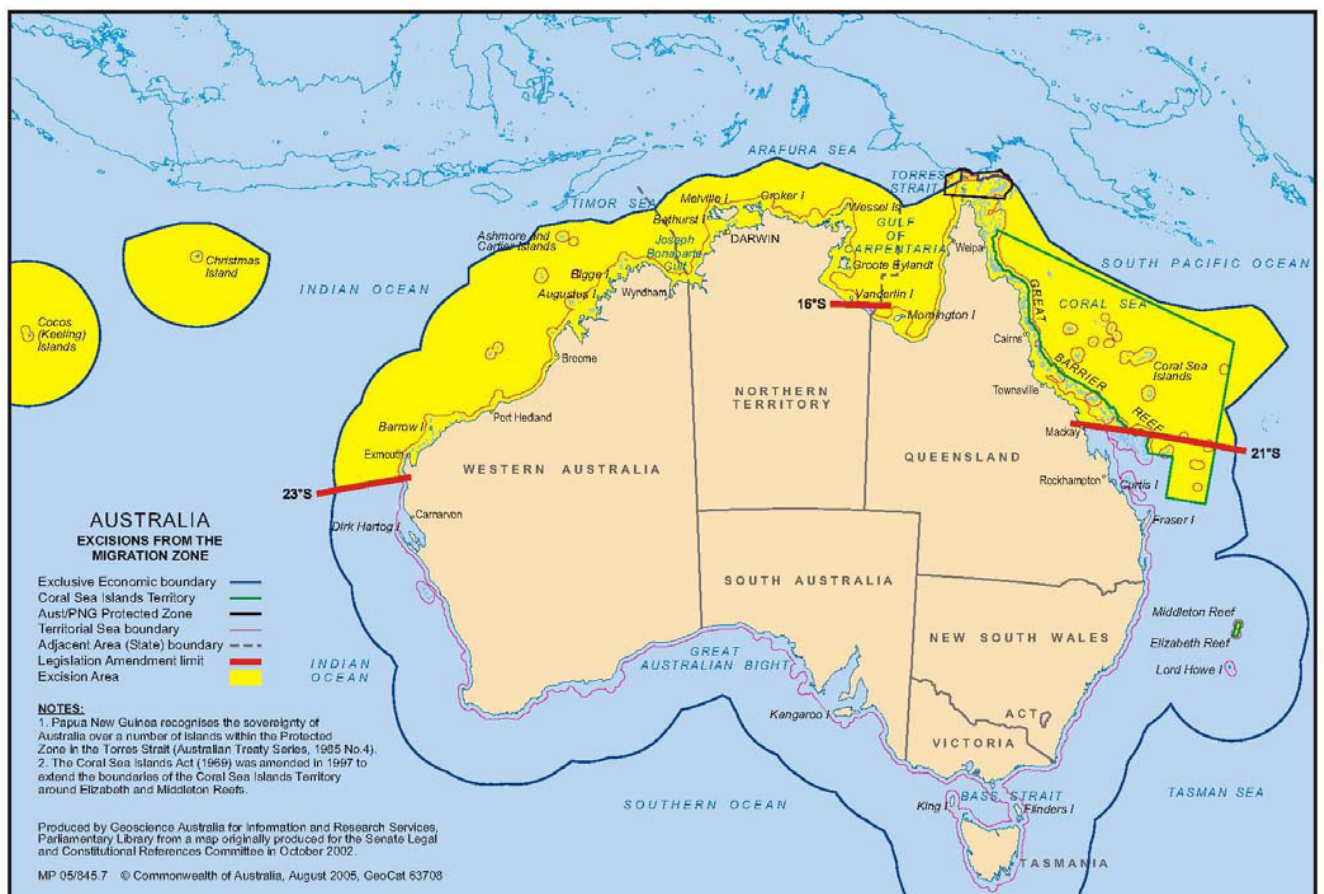 ARAFURA SEA
TORRES
STRAIT
TIMOR SEA
Melville I
Croker I
Wessel Is
Bathurst I
GULF
OF
CARPENTARIA
Ashmore and
Cartier Islands
DARWIN
Joseph
Bonaparte
Gulf
Weipa
Christmas
Island
SOUTH PACIFIC OCEAN
Bigge I
Groote Eylandt
INDIAN OCEAN
Augustus I
Wyndham
Vanderlin I
GREAT
CORAL SEA
16°S
Mornington I
Cocos
(Keeling)
Islands
Cairns
Broome
BARRIER
Coral Sea
Islands
NORTHERN
TERRITORY
Townsville
Port Hedland
REEF
Barrow I
Mackay
Exmouth
WESTERN AUSTRALIA
QUEENSLAND
21°S
Rockhampton
Curtis I
23°S
Carnarvon
Dirk Hartog I
Fraser I
AUSTRALIA
EXCISIONS FROM THE
MIGRATION ZONE
SOUTH AUSTRALIA
Exclusive Economic boundary
Coral Sea Islands Territory
Aust/PNG Protected Zone
Territorial Sea boundary
Adjacent Area (State) boundary
Legislation Amendment limit
Excision Area
Middleton Reef
NEW SOUTH WALES
Elizabeth Reef
GREAT
AUSTRALIAN BIGHT
INDIAN
OCEAN
Lord Howe I
Kangaroo I
ACT
VICTORIA
NOTES:
1. Papua New Guinea recognises the sovereignty of
Australia over a number of islands within the Protected
Zone in the Torres Strait (Australian Treaty Series, 1985 No.4).
2. The Coral Sea Islands Act (1969) was amended in 1997 to
extend the boundaries of the Coral Sea Islands Territory
around Elizabeth and Middleton Reefs.
BASS STRAIT
TASMAN SEA
SOUTHERN OCEAN
King I
Flinders I
TASMANIA
Produced by Geoscience Australia for Information and Research Services,
Parliamentary Library from a map originally produced for the Senate Legal
and Constitutional References Committee in October 2002.
MP 05/845.7 © Commonwealth of Australia, August 2005, GeoCat 63708